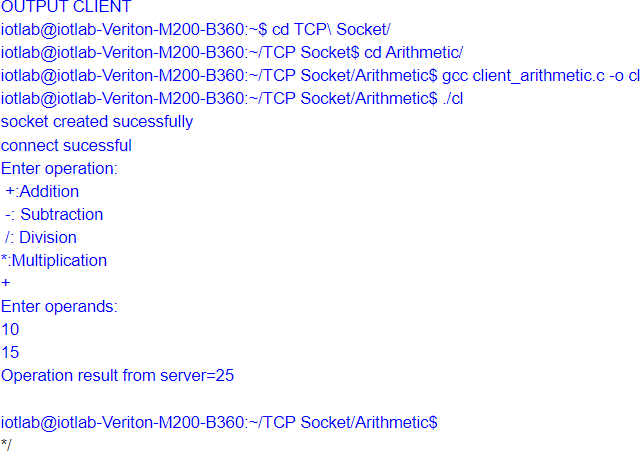 OUTPUT CLIENT
iotlab@iotlab-Veriton-M200-B360:~$ cd TCP\ Socket/
iotlab@iotlab-Veriton-M200-B360:~/TCP Socket$ cd Arithmetic/
iotlab@iotlab-Veriton-M200-B360:~/TCP Socket/Arithmetic$ gcc client_arithmetic.c -o cl
iotlab@iotlab-Veriton-M200-B360:~/TCP Socket/Arithmetic$ ./cl
socket created sucessfully
connect sucessful
Enter operation:
 +:Addition
 -: Subtraction
 /: Division
*:Multiplication
+
Enter operands:
10
15
Operation result from server=25
iotlab@iotlab-Veriton-M200-B360:~/TCP Socket/Arithmetic$
*/